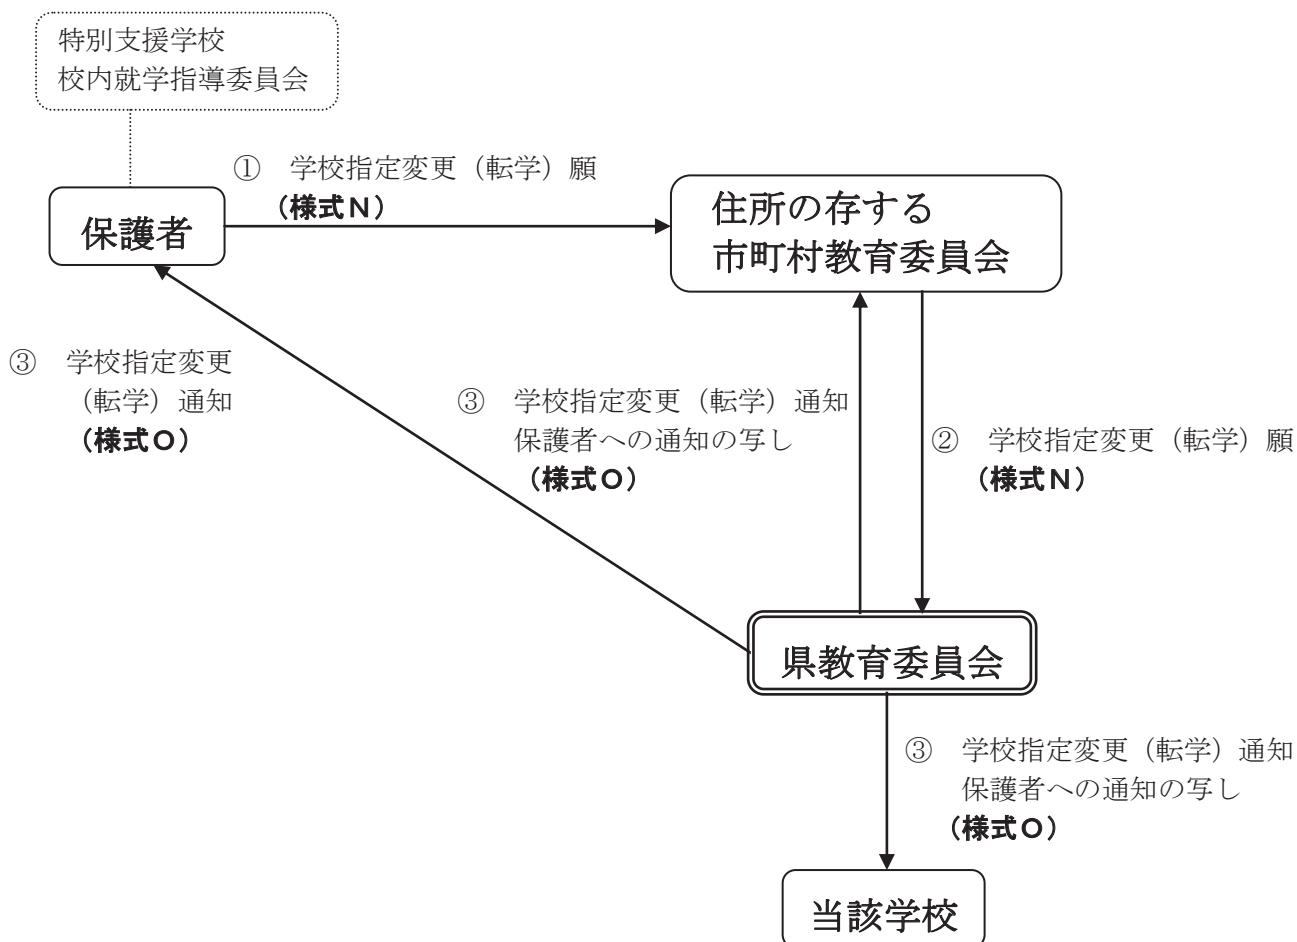 特別支援学校
校内就学指導委員会
① 学校指定変更（転学）願
（様式Ｎ）
保護者
住所の存する
市町村教育委員会
③ 学校指定変更
（転学）通知
（様式Ｏ）
③ 学校指定変更（転学）通知
保護者への通知の写し
（様式Ｏ）
② 学校指定変更（転学）願
（様式Ｎ）
県教育委員会
③ 学校指定変更（転学）通知
保護者への通知の写し
（様式Ｏ）
当該学校